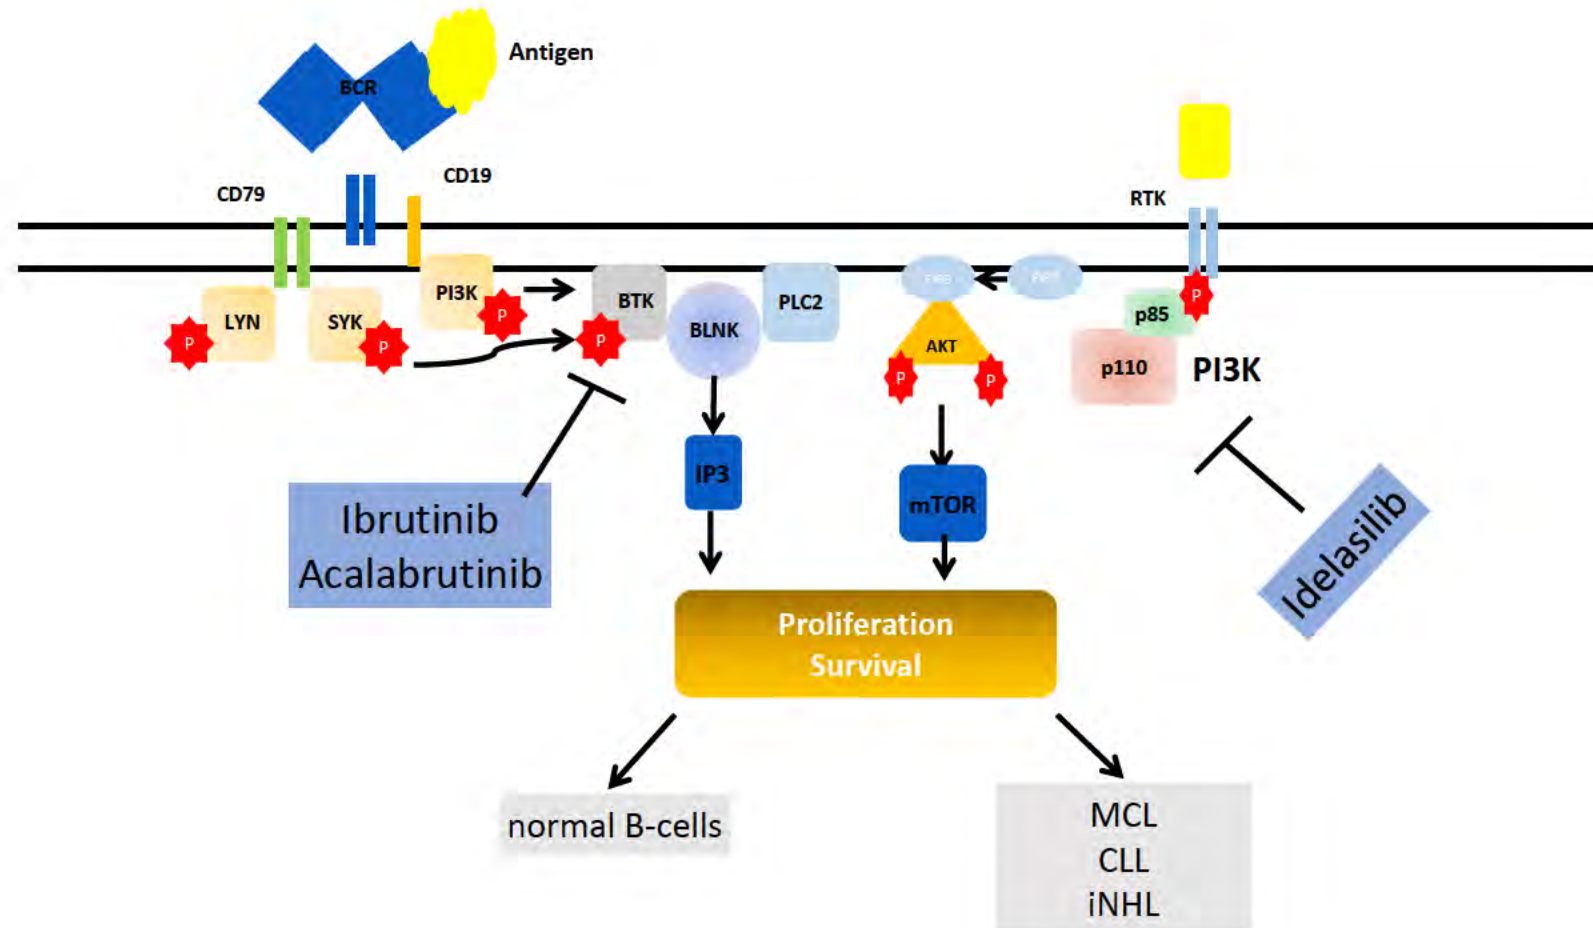 Antigen
BCR
CD19
CD79
RTK
PI3K
P
BTK
PLC2
LYN
P
SYK
P
P
BLNK
AKT
P
P
P
p85
p110
PI3K
IP3
mTOR
Ibrutinib
Acalabrutinib
Idelasilib
Proliferation
Survival
normal B-cells
MCL
CLL
iNHL